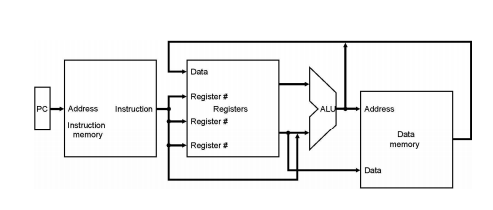 PC
Address
Instruction
Instruction
memory
Data
Register #
Registers
Register #
Register #
ALU
Address
Data
memory
Data